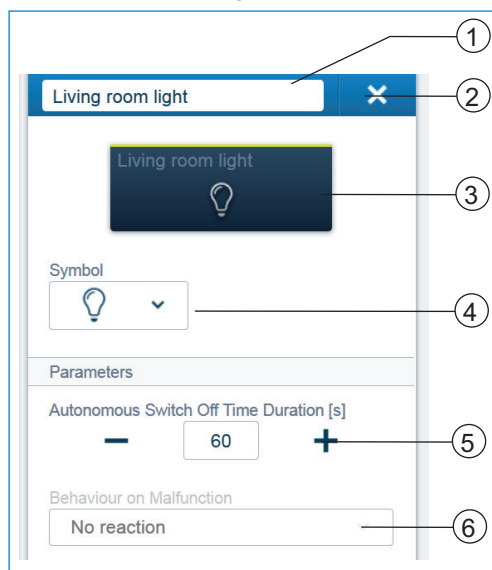 1
Living room light
2
Living room light
3
Symbol
4
Parameters
Autonomous Switch Off Time Duration [s]
60
5
Behaviour on Malfunction
No reaction
6